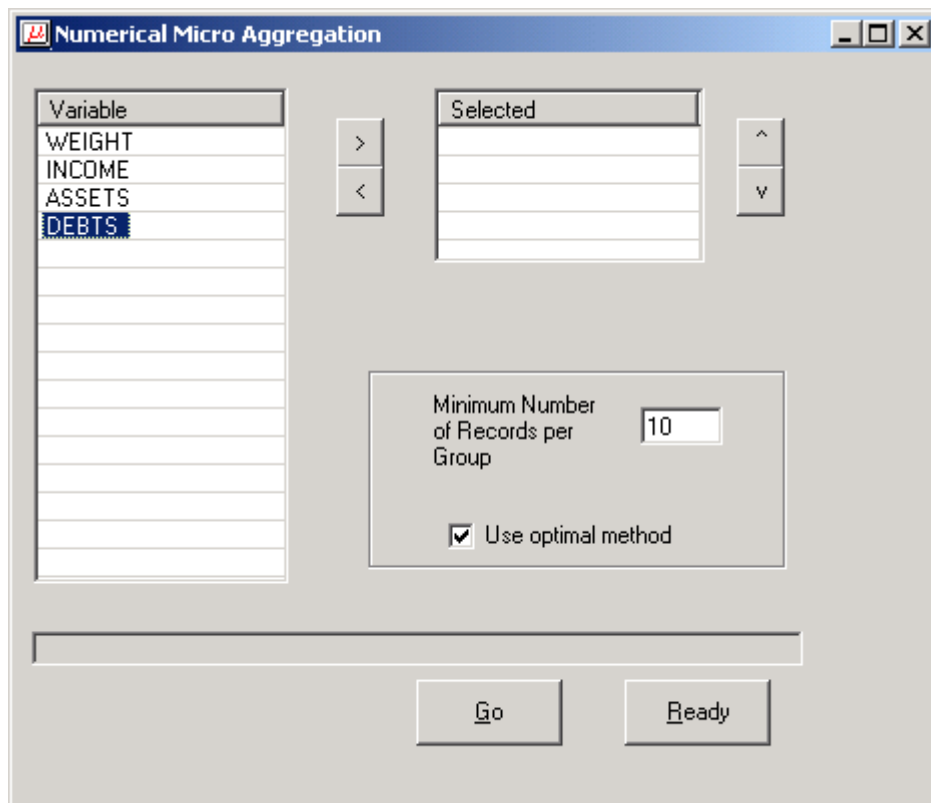 μ Numerical Micro Aggregation
Variable
WEIGHT
INCOME
ASSETS
DEBTS
>
<
Selected
^
v
Minimum Number
of Records per
Group
10
Use optimal method
Go
Ready